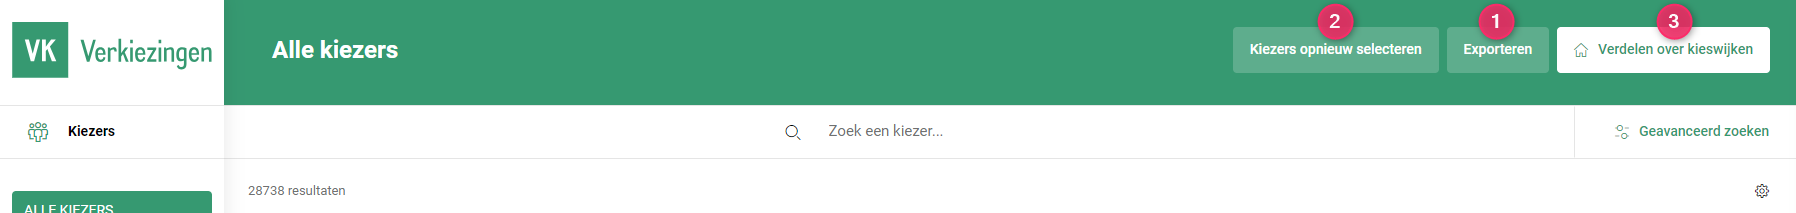 VK Verkiezingen
Alle kiezers
2
1
3
Kiezers opnieuw selecteren
Exporteren
Verdelen over kieswijken
Kiezers
Zoek een kiezer...
Geavanceerd zoeken
28738 resultaten
ALLE KIEZERS